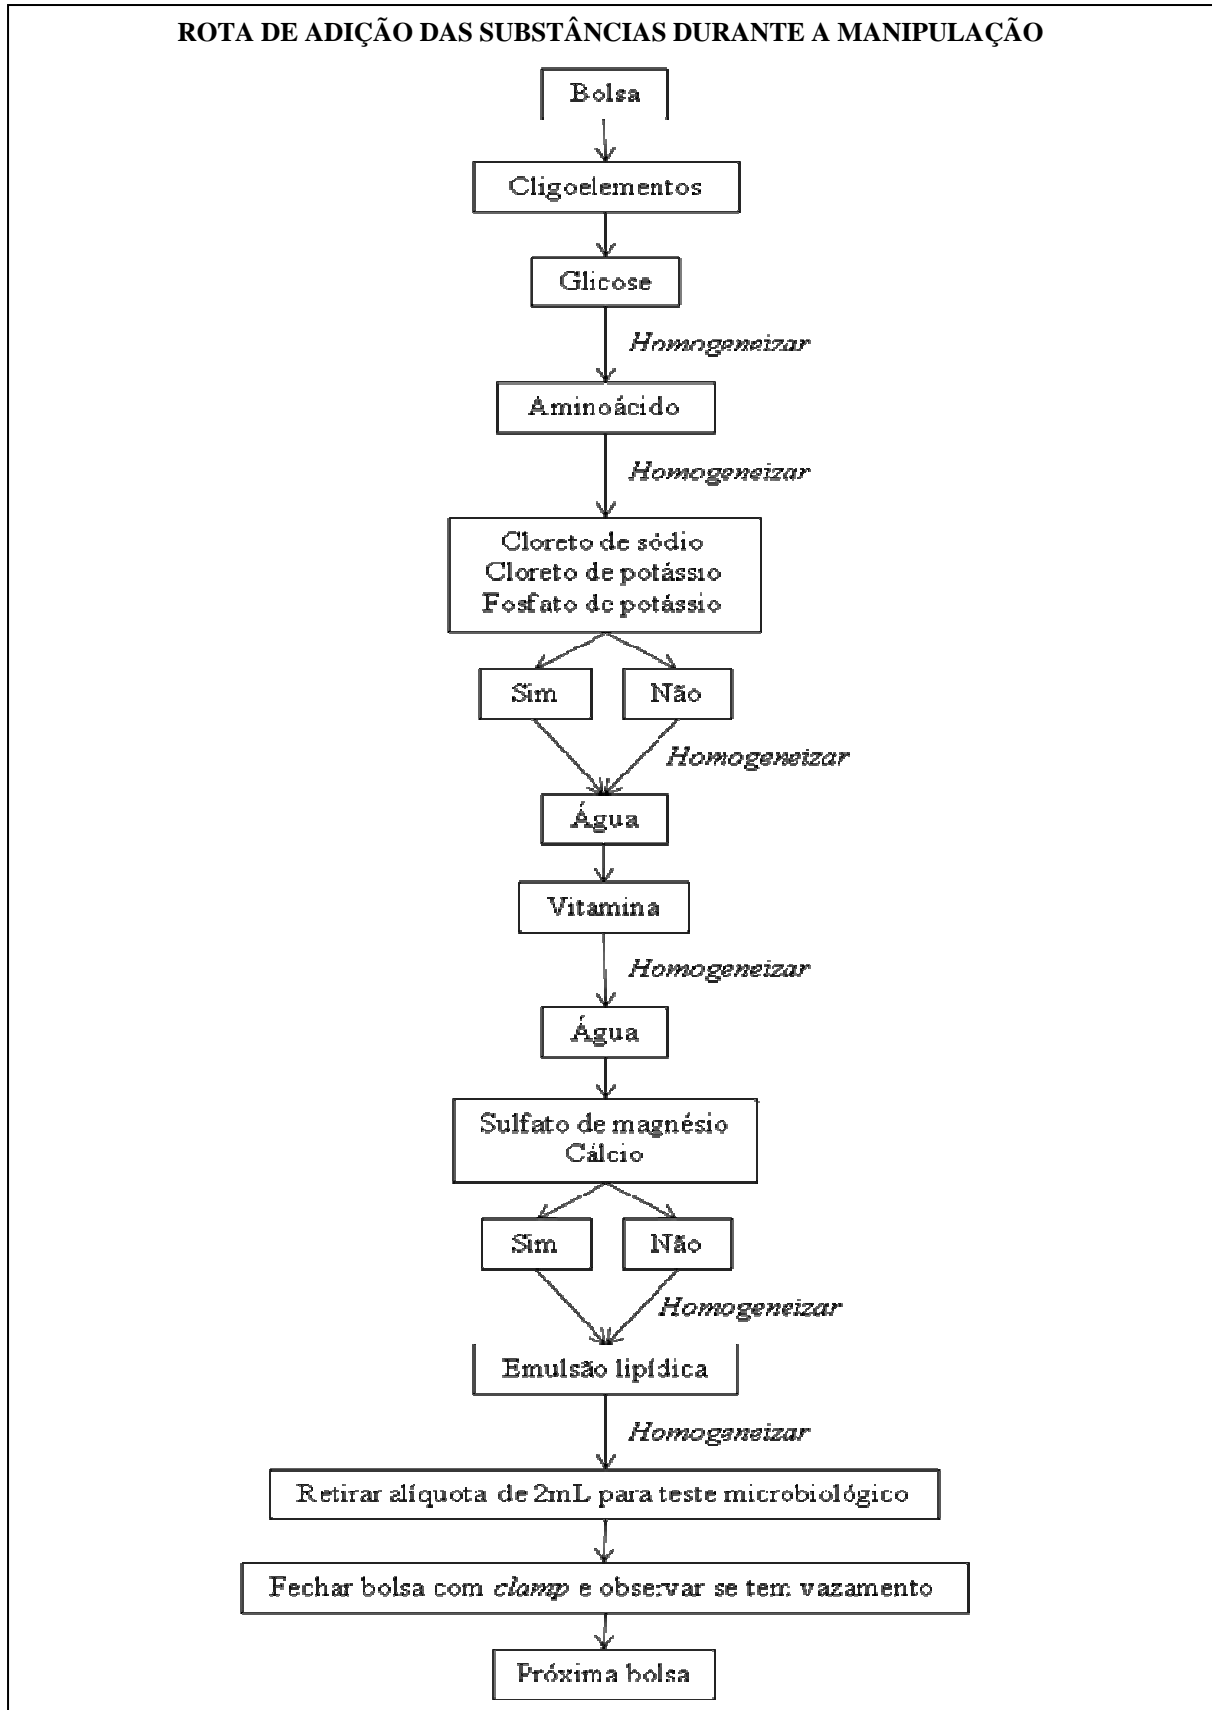 ROTA DE ADIÇÃO DAS SUBSTÂNCIAS DURANTE A MANIPULAÇÃO
Bolsa
Cligoelementos
Glicose
Homogeneizar
Aminoácido
Homogeneizar
Cloreto de sódio
Cloreto de potássio
Fosfato de potássio
Sim
Não
Homogeneizar
Água
Vitamina
Homogeneizar
Água
Sulfato de magnésio
Cálcio
Sim
Não
Homogeneizar
Emulsão lipídica
Homogeneizar
Retirar alíquota de 2mL para teste microbiológico
Fechar bolsa com clamp e observar se tem vazamento
Próxima bolsa